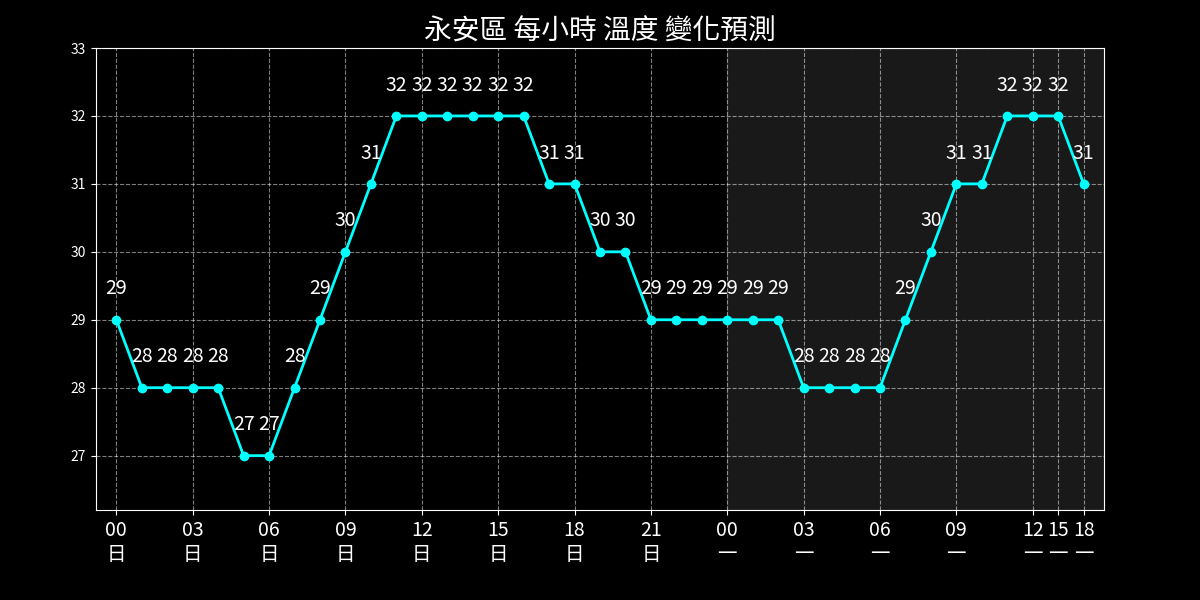 永安區 每小時 溫度 變化預測
33
32
31
30
29
28
27
32 32 32 32 32 32 32 32 32
31 31 31 31 31 31
30 30 30 30
29 29 29 29 29 29 29 29 29
28 28 28 28 28 28 28 28 28
27 27
00 03 06 09 12 15 18 21 00 03 06 09 12 15 18
日 日 日 日 日 日 日 日 一 一 一 一 一 一 一